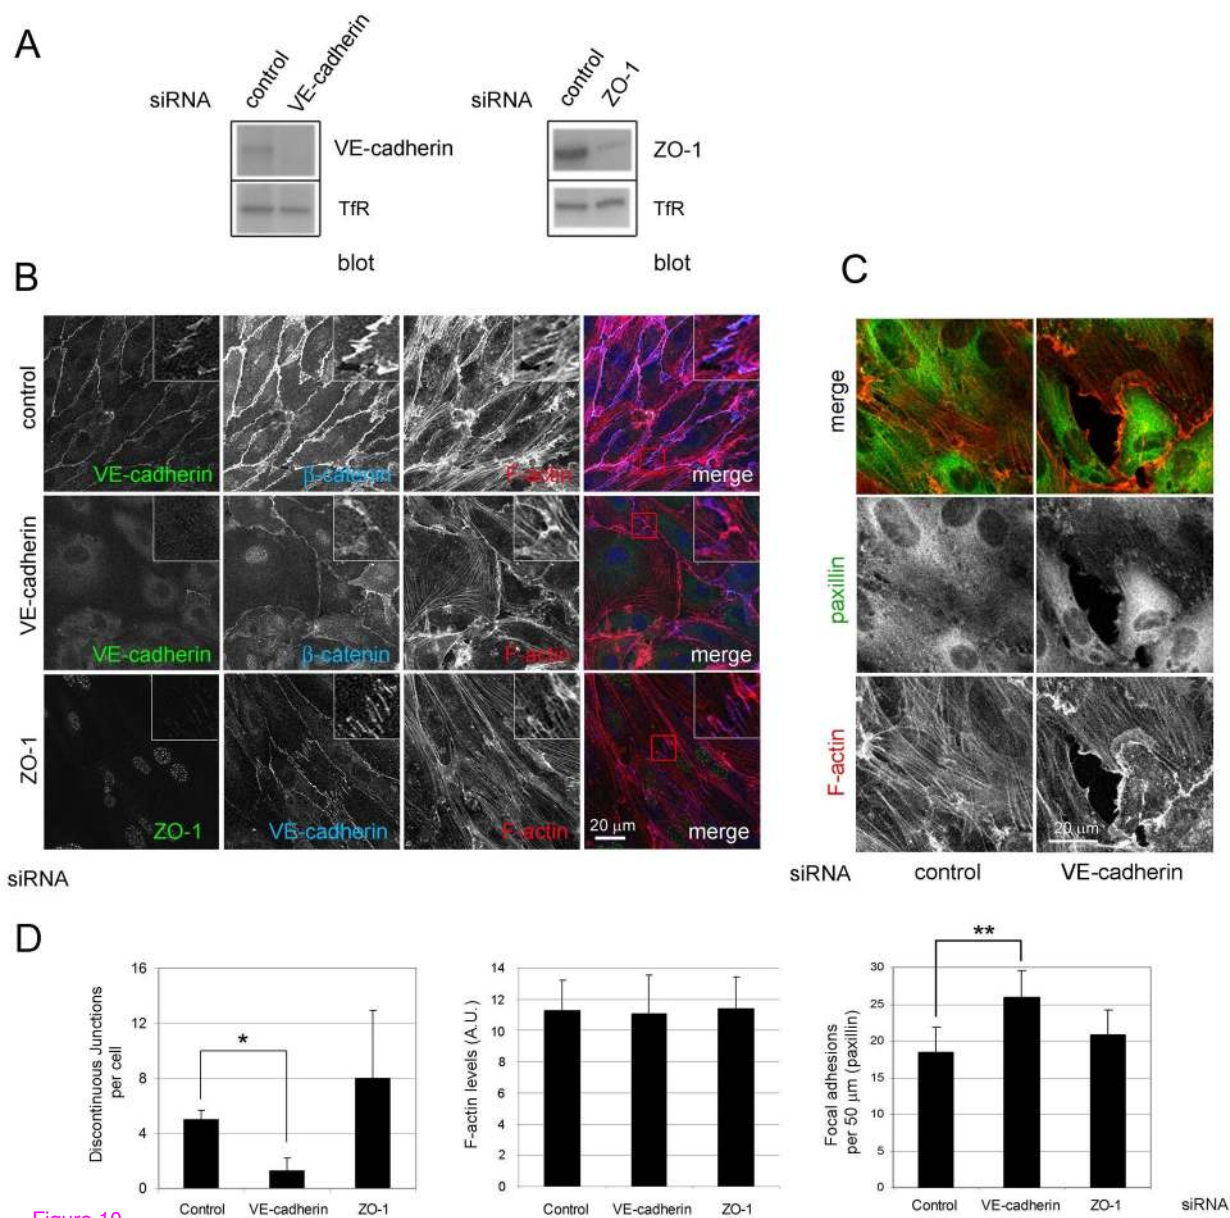 A
siRNA control VE-cadherin
VE-cadherin
TfR
blot
siRNA control ZO-1
ZO-1
TfR
blot
B
control
VE-cadherin β-catenin F-actin merge
VE-cadherin
VE-cadherin β-catenin F-actin merge
ZO-1
ZO-1 VE-cadherin F-actin 20 μm merge
siRNA
C
merge
paxillin
F-actin
20 μm
siRNA control VE-cadherin
D
Discontinuous Junctions
per cell
16
12
8
4
0
*
Control VE-cadherin ZO-1
F-actin levels (A.U.)
14
12
10
8
6
4
2
0
Control VE-cadherin ZO-1
Focal adhesions
per 50 μm (paxillin)
30
25
20
15
10
5
0
**
Control VE-cadherin ZO-1 siRNA
Figure 10